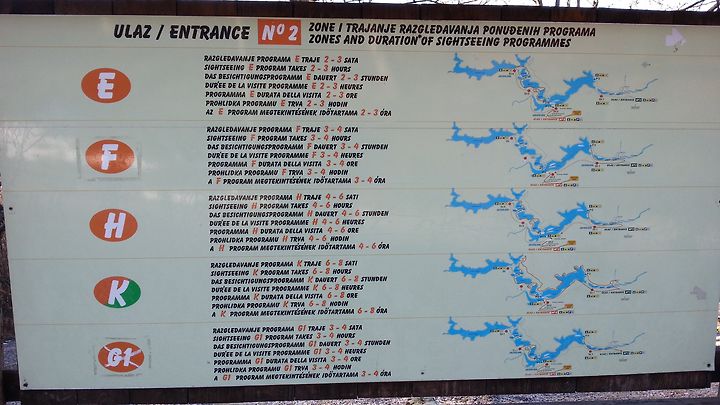 ULAZ / ENTRANCE Nº 2
ZONE I TRAJANJE RAZGLEDAVANJA PONUĐENIH PROGRAMA
ZONES AND DURATION OF SIGHTSEEING PROGRAMMES
E
RAZGLEDAVANJE PROGRAMA E TRAJE 2 - 3 SATA
SIGHTSEEING E PROGRAM TAKES 2 - 3 HOURS
DAS BESICHTIGUNGSPROGRAMM E DAUERT 2 - 3 STUNDEN
DURÉE DE LA VISITE PROGRAMME E 2 - 3 HEURES
PROGRAMMA E DURATA DELLA VISITA 2 - 3 ORE
PROHLIDKA PROGRAMU E TRVA 2 - 3 HODIN
AZ E PROGRAM MEGTEKINTÉSÉNEK IDŐTARTAMA 2 - 3 ÓRA
F
RAZGLEDAVANJE PROGRAMA F TRAJE 3 - 4 SATA
SIGHTSEEING F PROGRAM TAKES 3 - 4 HOURS
DAS BESICHTIGUNGSPROGRAMM F DAUERT 3 - 4 STUNDEN
DURÉE DE LA VISITE PROGRAMME F 3 - 4 HEURES
PROGRAMMA F DURATA DELLA VISITA 3 - 4 ORE
PROHLIDKA PROGRAMU F TRVA 3 - 4 HODIN
A F PROGRAM MEGTEKINTÉSÉNEK IDŐTARTAMA 3 - 4 ÓRA
H
RAZGLEDAVANJE PROGRAMA H TRAJE 4 - 6 SATI
SIGHTSEEING H PROGRAM TAKES 4 - 6 HOURS
DAS BESICHTIGUNGSPROGRAMM H DAUERT 4 - 6 STUNDEN
DURÉE DE LA VISITE PROGRAMME H 4 - 6 HEURES
PROGRAMMA H DURATA DELLA VISITA 4 - 6 ORE
PROHLIDKA PROGRAMU H TRVA 4 - 6 HODIN
A H PROGRAM MEGTEKINTÉSÉNEK IDŐTARTAMA 4 - 6 ÓRA
K
RAZGLEDAVANJE PROGRAMA K TRAJE 6 - 8 SATI
SIGHTSEEING K PROGRAM TAKES 6 - 8 HOURS
DAS BESICHTIGUNGSPROGRAMM K DAUERT 6 - 8 STUNDEN
DURÉE DE LA VISITE PROGRAMME K 6 - 8 HEURES
PROGRAMMA K DURATA DELLA VISITA 6 - 8 ORE
PROHLIDKA PROGRAMU K TRVA 6 - 8 HODIN
A K PROGRAM MEGTEKINTÉSÉNEK IDŐTARTAMA 6 - 8 ÓRA
G1
RAZGLEDAVANJE PROGRAMA G1 TRAJE 3 - 4 SATA
SIGHTSEEING G1 PROGRAM TAKES 3 - 4 HOURS
DAS BESICHTIGUNGSPROGRAMM G1 DAUERT 3 - 4 STUNDEN
DURÉE DE LA VISITE PROGRAMME G1 3 - 4 HEURES
PROGRAMMA G1 DURATA DELLA VISITA 3 - 4 ORE
PROHLIDKA PROGRAMU G1 TRVA 3 - 4 HODIN
A G1 PROGRAM MEGTEKINTÉSÉNEK IDŐTARTAMA 3 - 4 ÓRA